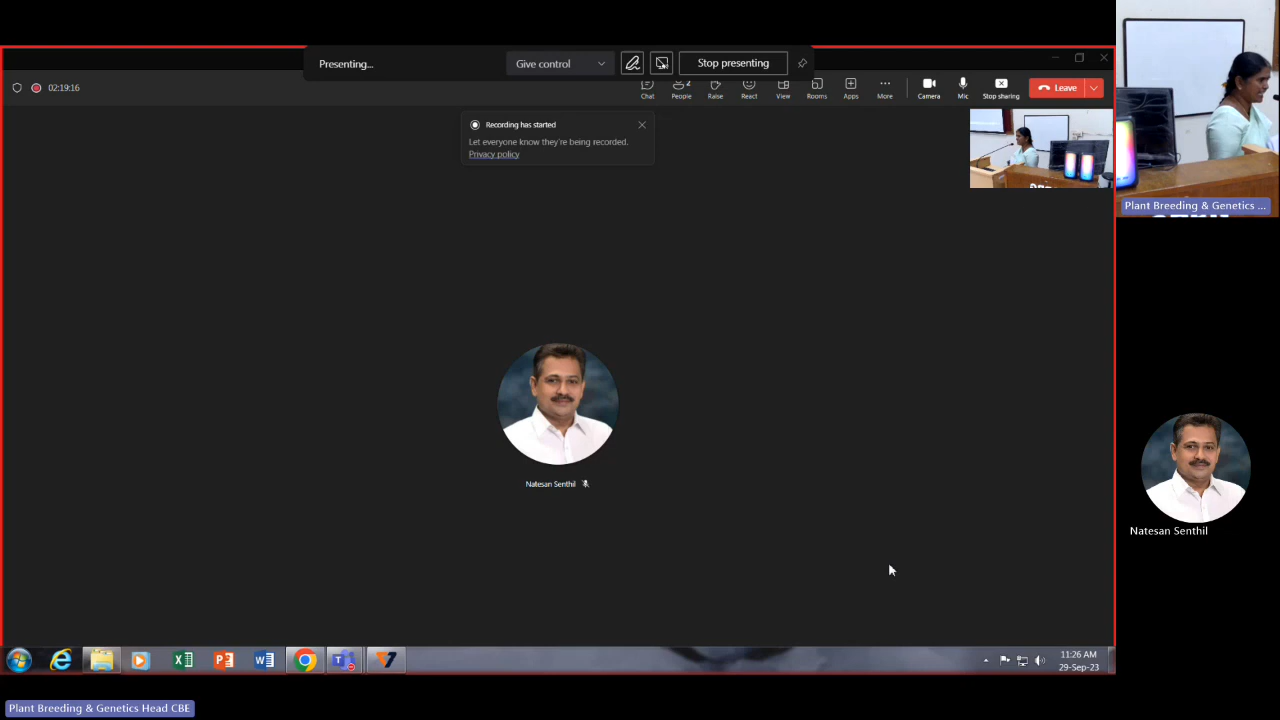 Presenting...
Give control
Stop presenting
02:19:16
Chat
People
2
Raise
React
View
Rooms
Apps
More
Camera
Mic
Stop sharing
Leave
Recording has started
Let everyone know they're being recorded.
Privacy policy
Plant Breeding & Genetics ...
Natesan Senthil
Natesan Senthil
11:26 AM
29-Sep-23
Plant Breeding & Genetics Head CBE